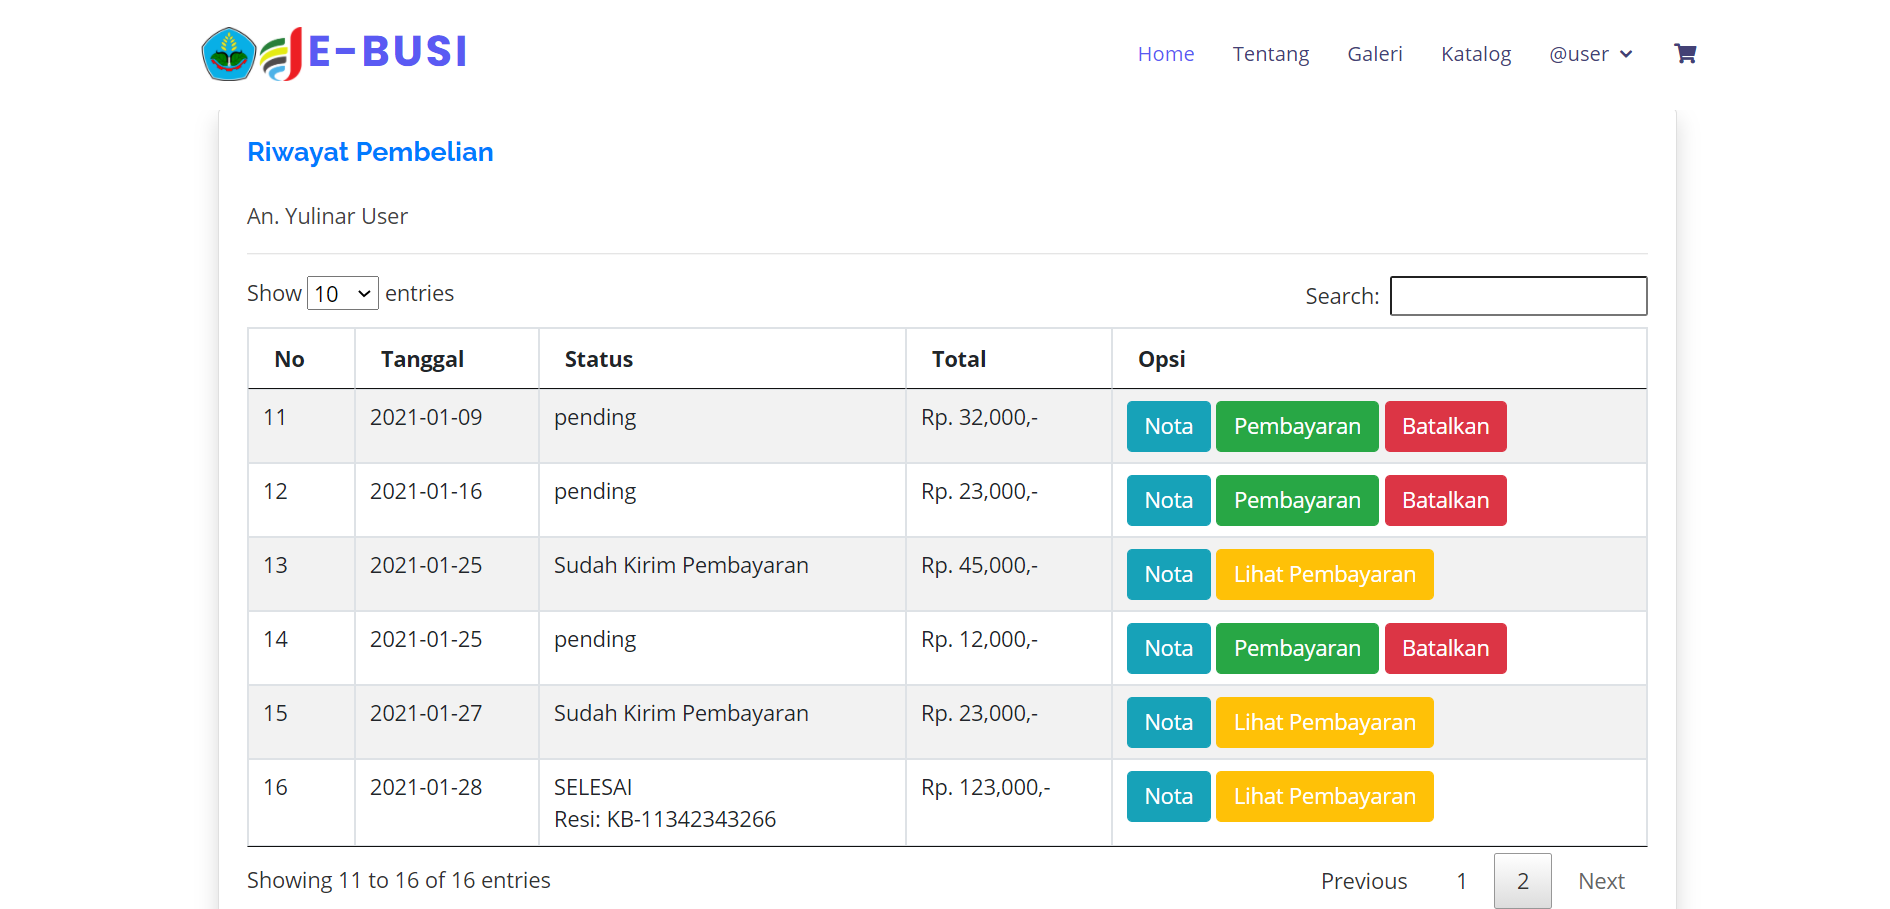 E-BUSI
Home Tentang Galeri Katalog @user
Riwayat Pembelian
An. Yulinar User
Show 10 entries Search:
No Tanggal Status Total Opsi
11 2021-01-09 pending Rp. 32,000,- Nota Pembayaran Batalkan
12 2021-01-16 pending Rp. 23,000,- Nota Pembayaran Batalkan
13 2021-01-25 Sudah Kirim Pembayaran Rp. 45,000,- Nota Lihat Pembayaran
14 2021-01-25 pending Rp. 12,000,- Nota Pembayaran Batalkan
15 2021-01-27 Sudah Kirim Pembayaran Rp. 23,000,- Nota Lihat Pembayaran
16 2021-01-28 SELESAI Rp. 123,000,- Nota Lihat Pembayaran
Resi: KB-11342343266
Showing 11 to 16 of 16 entries Previous 1 2 Next